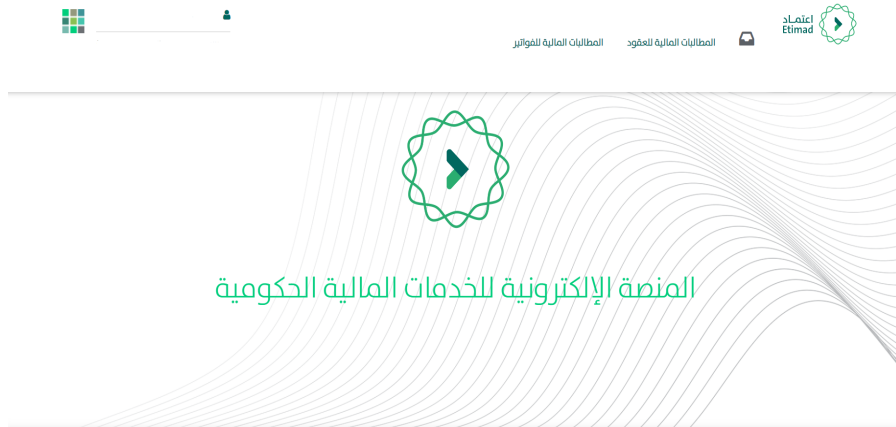 اعتماد
Etimad
المطالبات المالية للعقود
المطالبات المالية للفواتير
المنصة الإلكترونية للخدمات المالية الحكومية